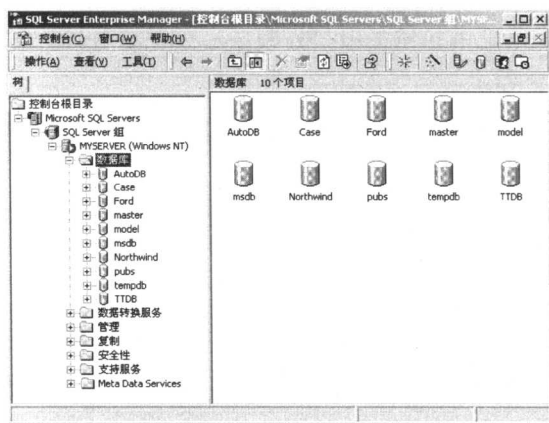 SQL Server Enterprise Manager - [控制台根目录\Microsoft SQL Servers\SQL Server 组\MYSE...
控制台(C) 窗口(W) 帮助(H)
操作(A) 查看(V) 工具(T)
树
数据库 10 个项目
控制台根目录
Microsoft SQL Servers
SQL Server 组
MYSERVER (Windows NT)
数据库
AutoDB
Case
Ford
master
model
msdb
Northwind
pubs
tempdb
TTDB
数据转换服务
管理
复制
安全性
支持服务
Meta Data Services
AutoDB Case Ford master model
msdb Northwind pubs tempdb TTDB